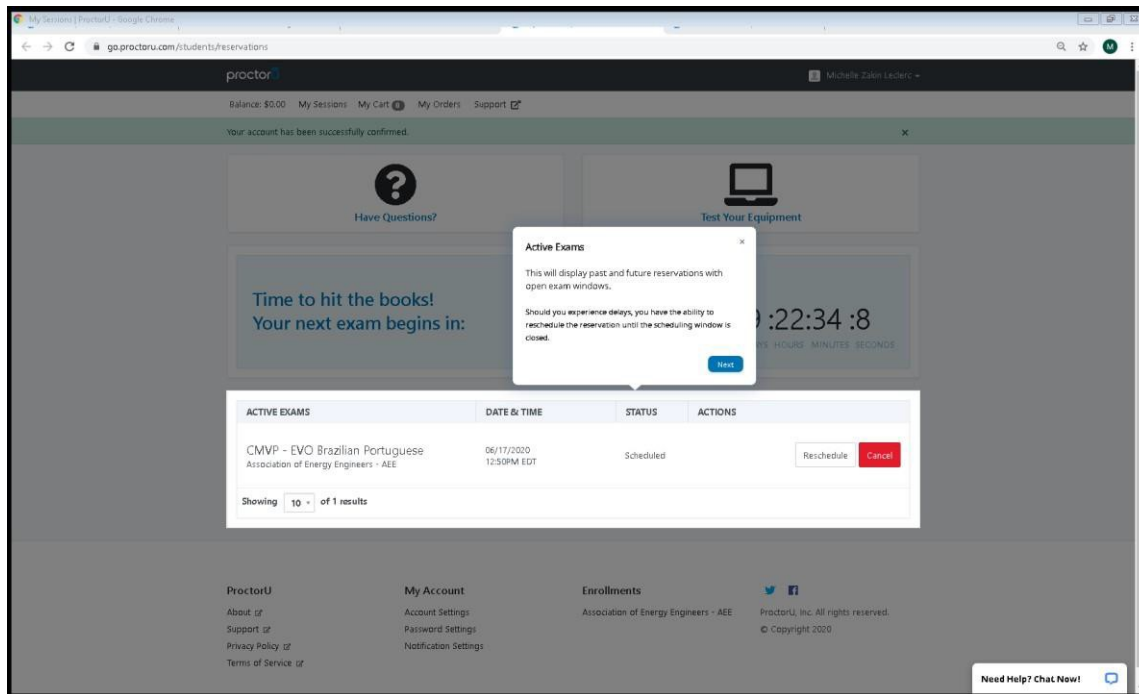 My Sessions | ProctorU - Google Chrome
go.proctoru.com/students/reservations
M
proctor
Michelle Zakin Leclerc
Balance: $0.00 My Sessions My Cart 0 My Orders Support
Your account has been successfully confirmed. ×
Have Questions?
Test Your Equipment
Active Exams ×
This will display past and future reservations with
open exam windows.
Should you experience delays, you have the ability to
reschedule the reservation until the scheduling window is
closed.
Next
Time to hit the books!
Your next exam begins in:
:22:34 :8
HOURS MINUTES SECONDS
ACTIVE EXAMS DATE & TIME STATUS ACTIONS
CMVP - EVO Brazilian Portuguese
Association of Energy Engineers - AEE
06/17/2020
12:50PM EDT
Scheduled
Reschedule Cancel
Showing 10 of 1 results
ProctorU
About
Support
Privacy Policy
Terms of Service
My Account
Account Settings
Password Settings
Notification Settings
Enrollments
Association of Energy Engineers - AEE
ProctorU, Inc. All rights reserved.
© Copyright 2020
Need Help? Chat Now!